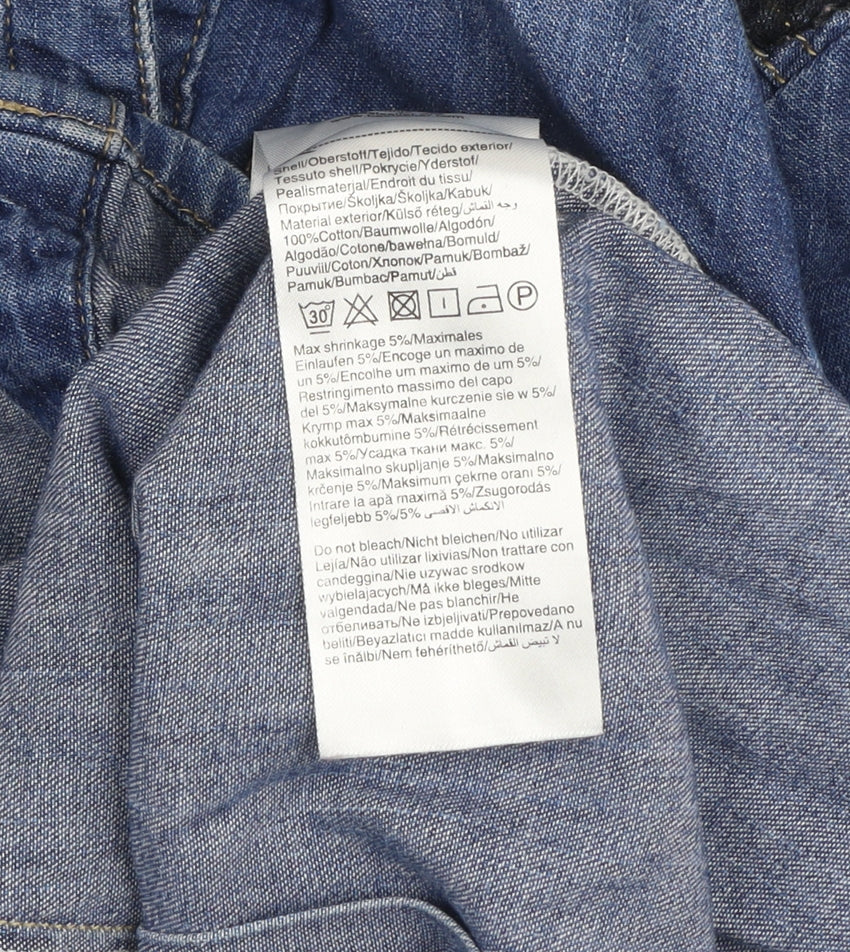 Shell/Oberstoff/Tejido/Tecido exterior/
Tessuto shell/Pokrycie/Yderstof/
Pealismaterjal/Endroit du tissu/
Покрытие/Školjka/Školjka/Kabuk/
Material exterior/Külső réteg/وجه القماش/
100%Cotton/Baumwolle/Algodón/
Algodão/Cotone/bawełna/Bomuld/
Puuvill/Coton/Хлопок/Pamuk/Bombaž/
Pamuk/Bumbac/Pamut/قطن
30° P
Max shrinkage 5%/Maximales
Einlaufen 5%/Encoge un maximo de
un 5%/Encolhe um maximo de um 5%/
Restringimento massimo del capo
del 5%/Maksymalne kurczenie sie w 5%/
Krymp max 5%/Maksimaalne
kokkutõmbumine 5%/Rétrécissement
max 5%/Усадка ткани макс. 5%/
Maksimalno skupljanje 5%/Maksimalno
krčenje 5%/Maksimum çekme oranı 5%/
Intrare la apă maximă 5%/Zsugorodás
legfeljebb 5%/5% الانكماش الاقصى
Do not bleach/Nicht bleichen/No utilizar
Lejía/Não utilizar lixivias/Non trattare con
candeggina/Nie uzywac srodkow
wybielajacych/Må ikke bleges/Mitte
valgendada/Ne pas blanchir/Не
отбеливать/Ne izbjeljivati/Prepovedano
beliti/Beyazlatıcı madde kullanılmaz/A nu
se înălbi/Nem fehéríthető/لا تبيض القماش